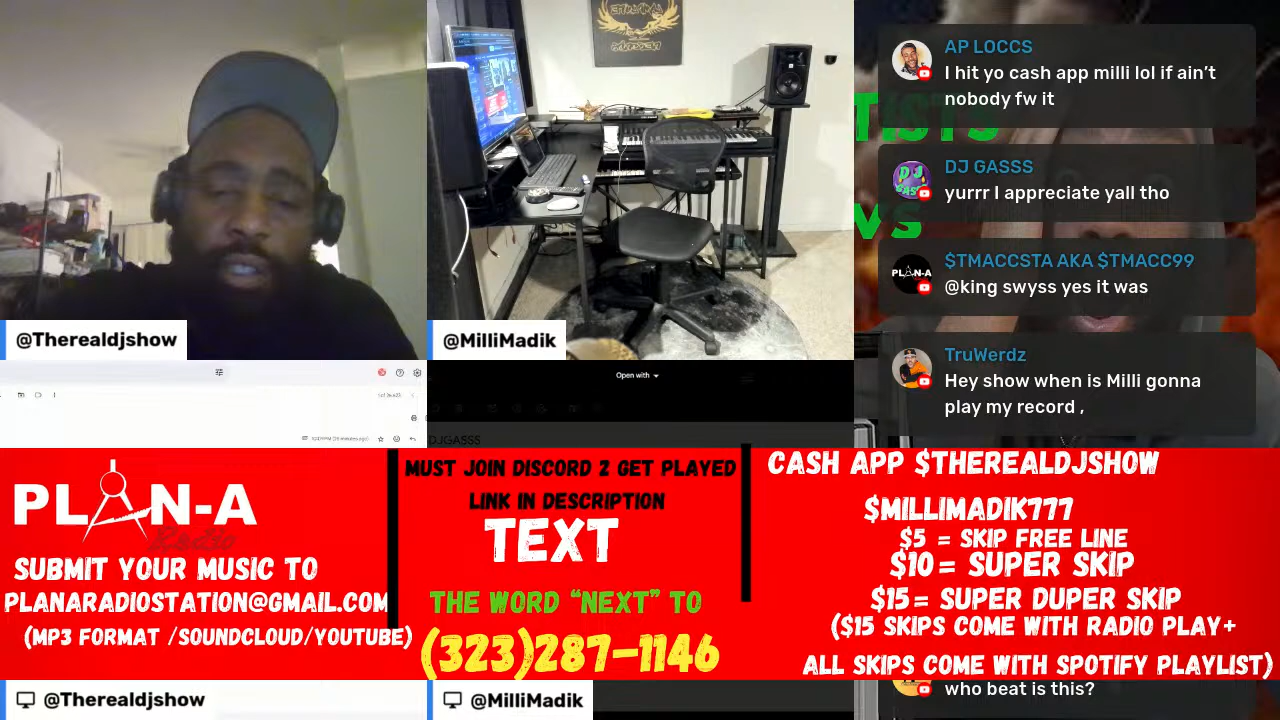 @Therealdjshow
@MilliMadik
AP LOCCS
I hit yo cash app milli lol if ain't
nobody fw it
DJ GASSS
yurrr I appreciate yall tho
$TMACCSTA AKA $TMACC99
@king swyss yes it was
TruWerdz
Hey show when is Milli gonna
play my record ,
Open with
DJGASSS
PLAN-A
Radio
SUBMIT YOUR MUSIC TO
PLANARADIOSTATION@GMAIL.COM
(MP3 FORMAT /SOUNDCLOUD/YOUTUBE)
MUST JOIN DISCORD 2 GET PLAYED
LINK IN DESCRIPTION
TEXT
THE WORD “NEXT” TO
(323)287-1146
CASH APP $THEREALDJSHOW
$MILLIMADIK777
$5 = SKIP FREE LINE
$10 = SUPER SKIP
$15 = SUPER DUPER SKIP
($15 SKIPS COME WITH RADIO PLAY+
ALL SKIPS COME WITH SPOTIFY PLAYLIST)
@Therealdjshow
@MilliMadik
who beat is this?